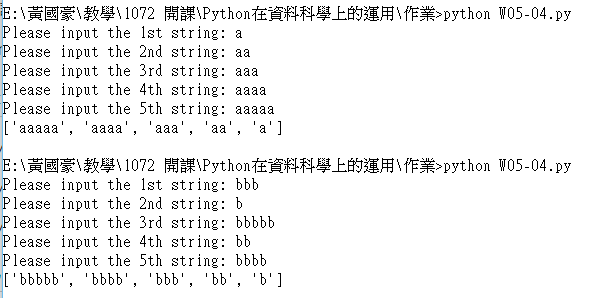 E:\黃國豪\教學\1072 開課\Python在資料科學上的運用\作業>python W05-04.py
Please input the 1st string: a
Please input the 2nd string: aa
Please input the 3rd string: aaa
Please input the 4th string: aaaa
Please input the 5th string: aaaaa
['aaaaa', 'aaaa', 'aaa', 'aa', 'a']
E:\黃國豪\教學\1072 開課\Python在資料科學上的運用\作業>python W05-04.py
Please input the 1st string: bbb
Please input the 2nd string: b
Please input the 3rd string: bbbbb
Please input the 4th string: bb
Please input the 5th string: bbbb
['bbbbb', 'bbbb', 'bbb', 'bb', 'b']